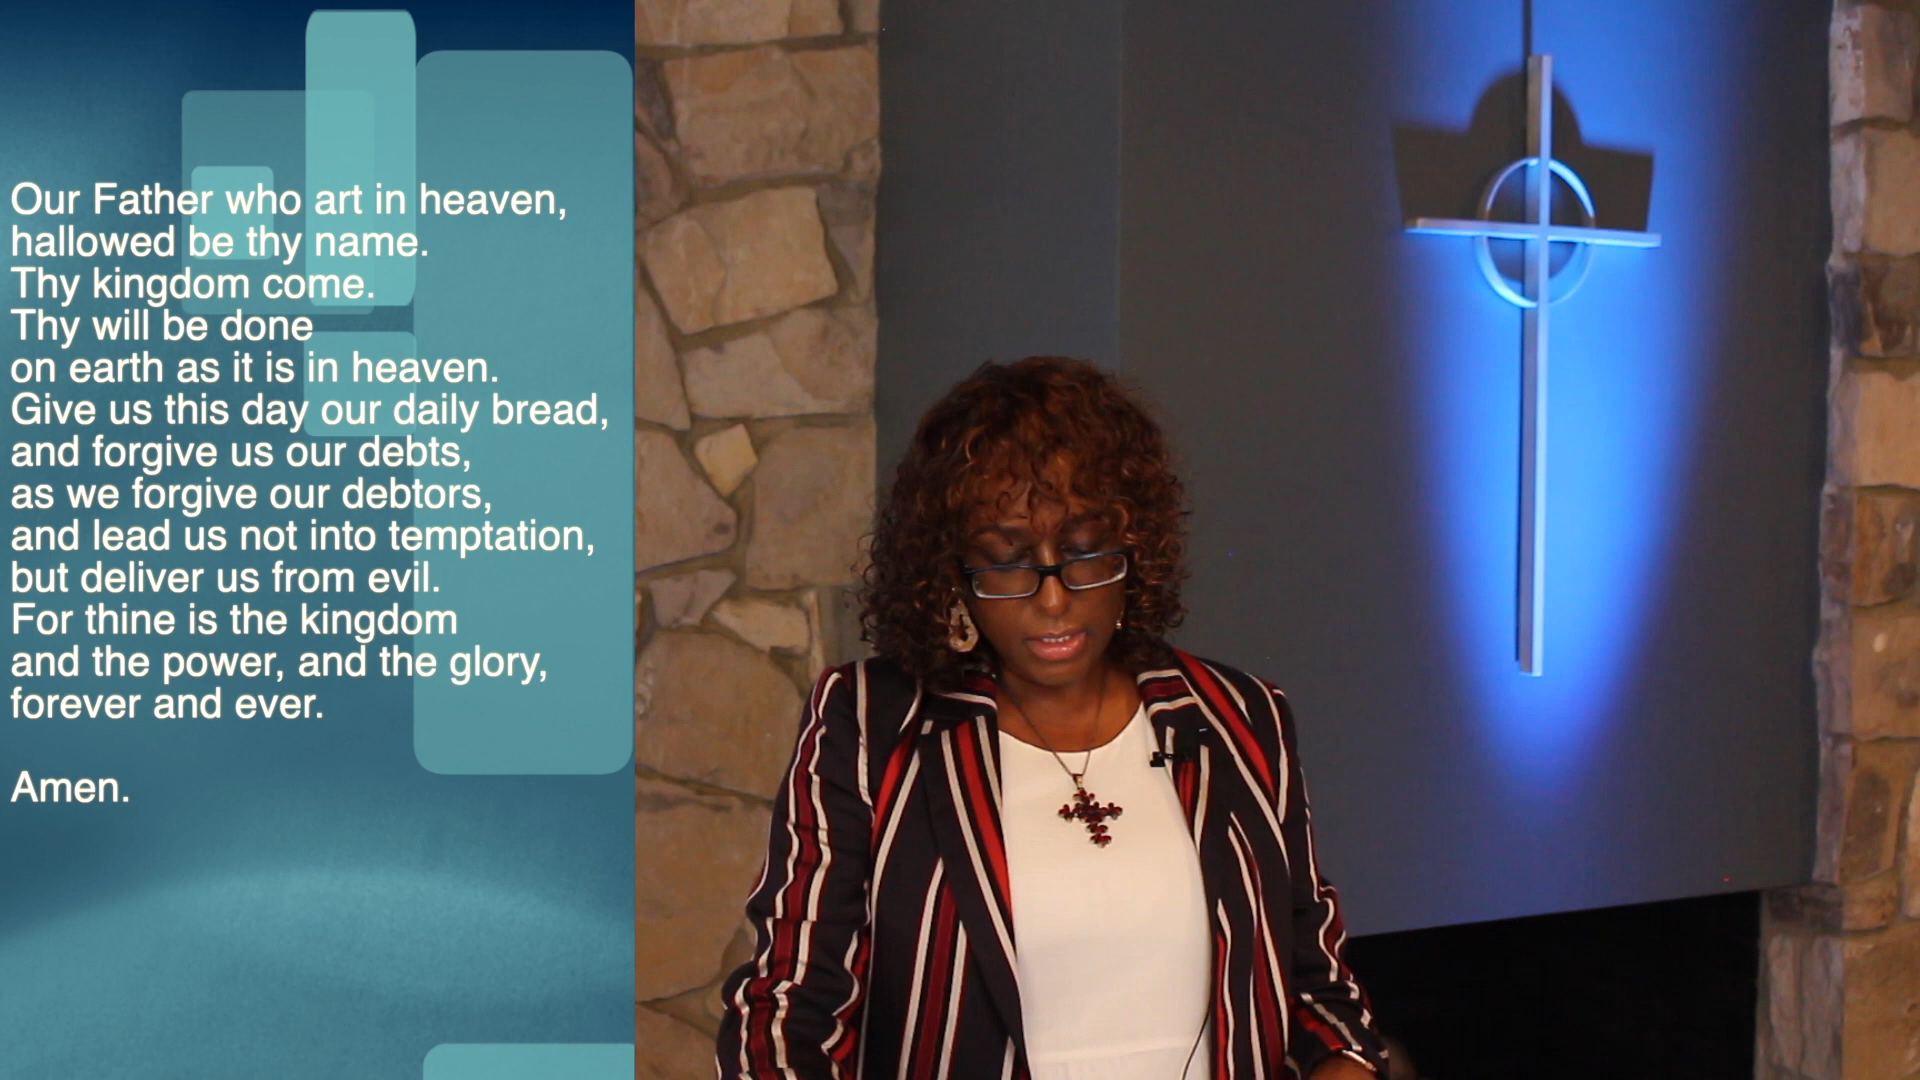 Our Father who art in heaven,
hallowed be thy name.
Thy kingdom come.
Thy will be done
on earth as it is in heaven.
Give us this day our daily bread,
and forgive us our debts,
as we forgive our debtors,
and lead us not into temptation,
but deliver us from evil.
For thine is the kingdom
and the power, and the glory,
forever and ever.
Amen.